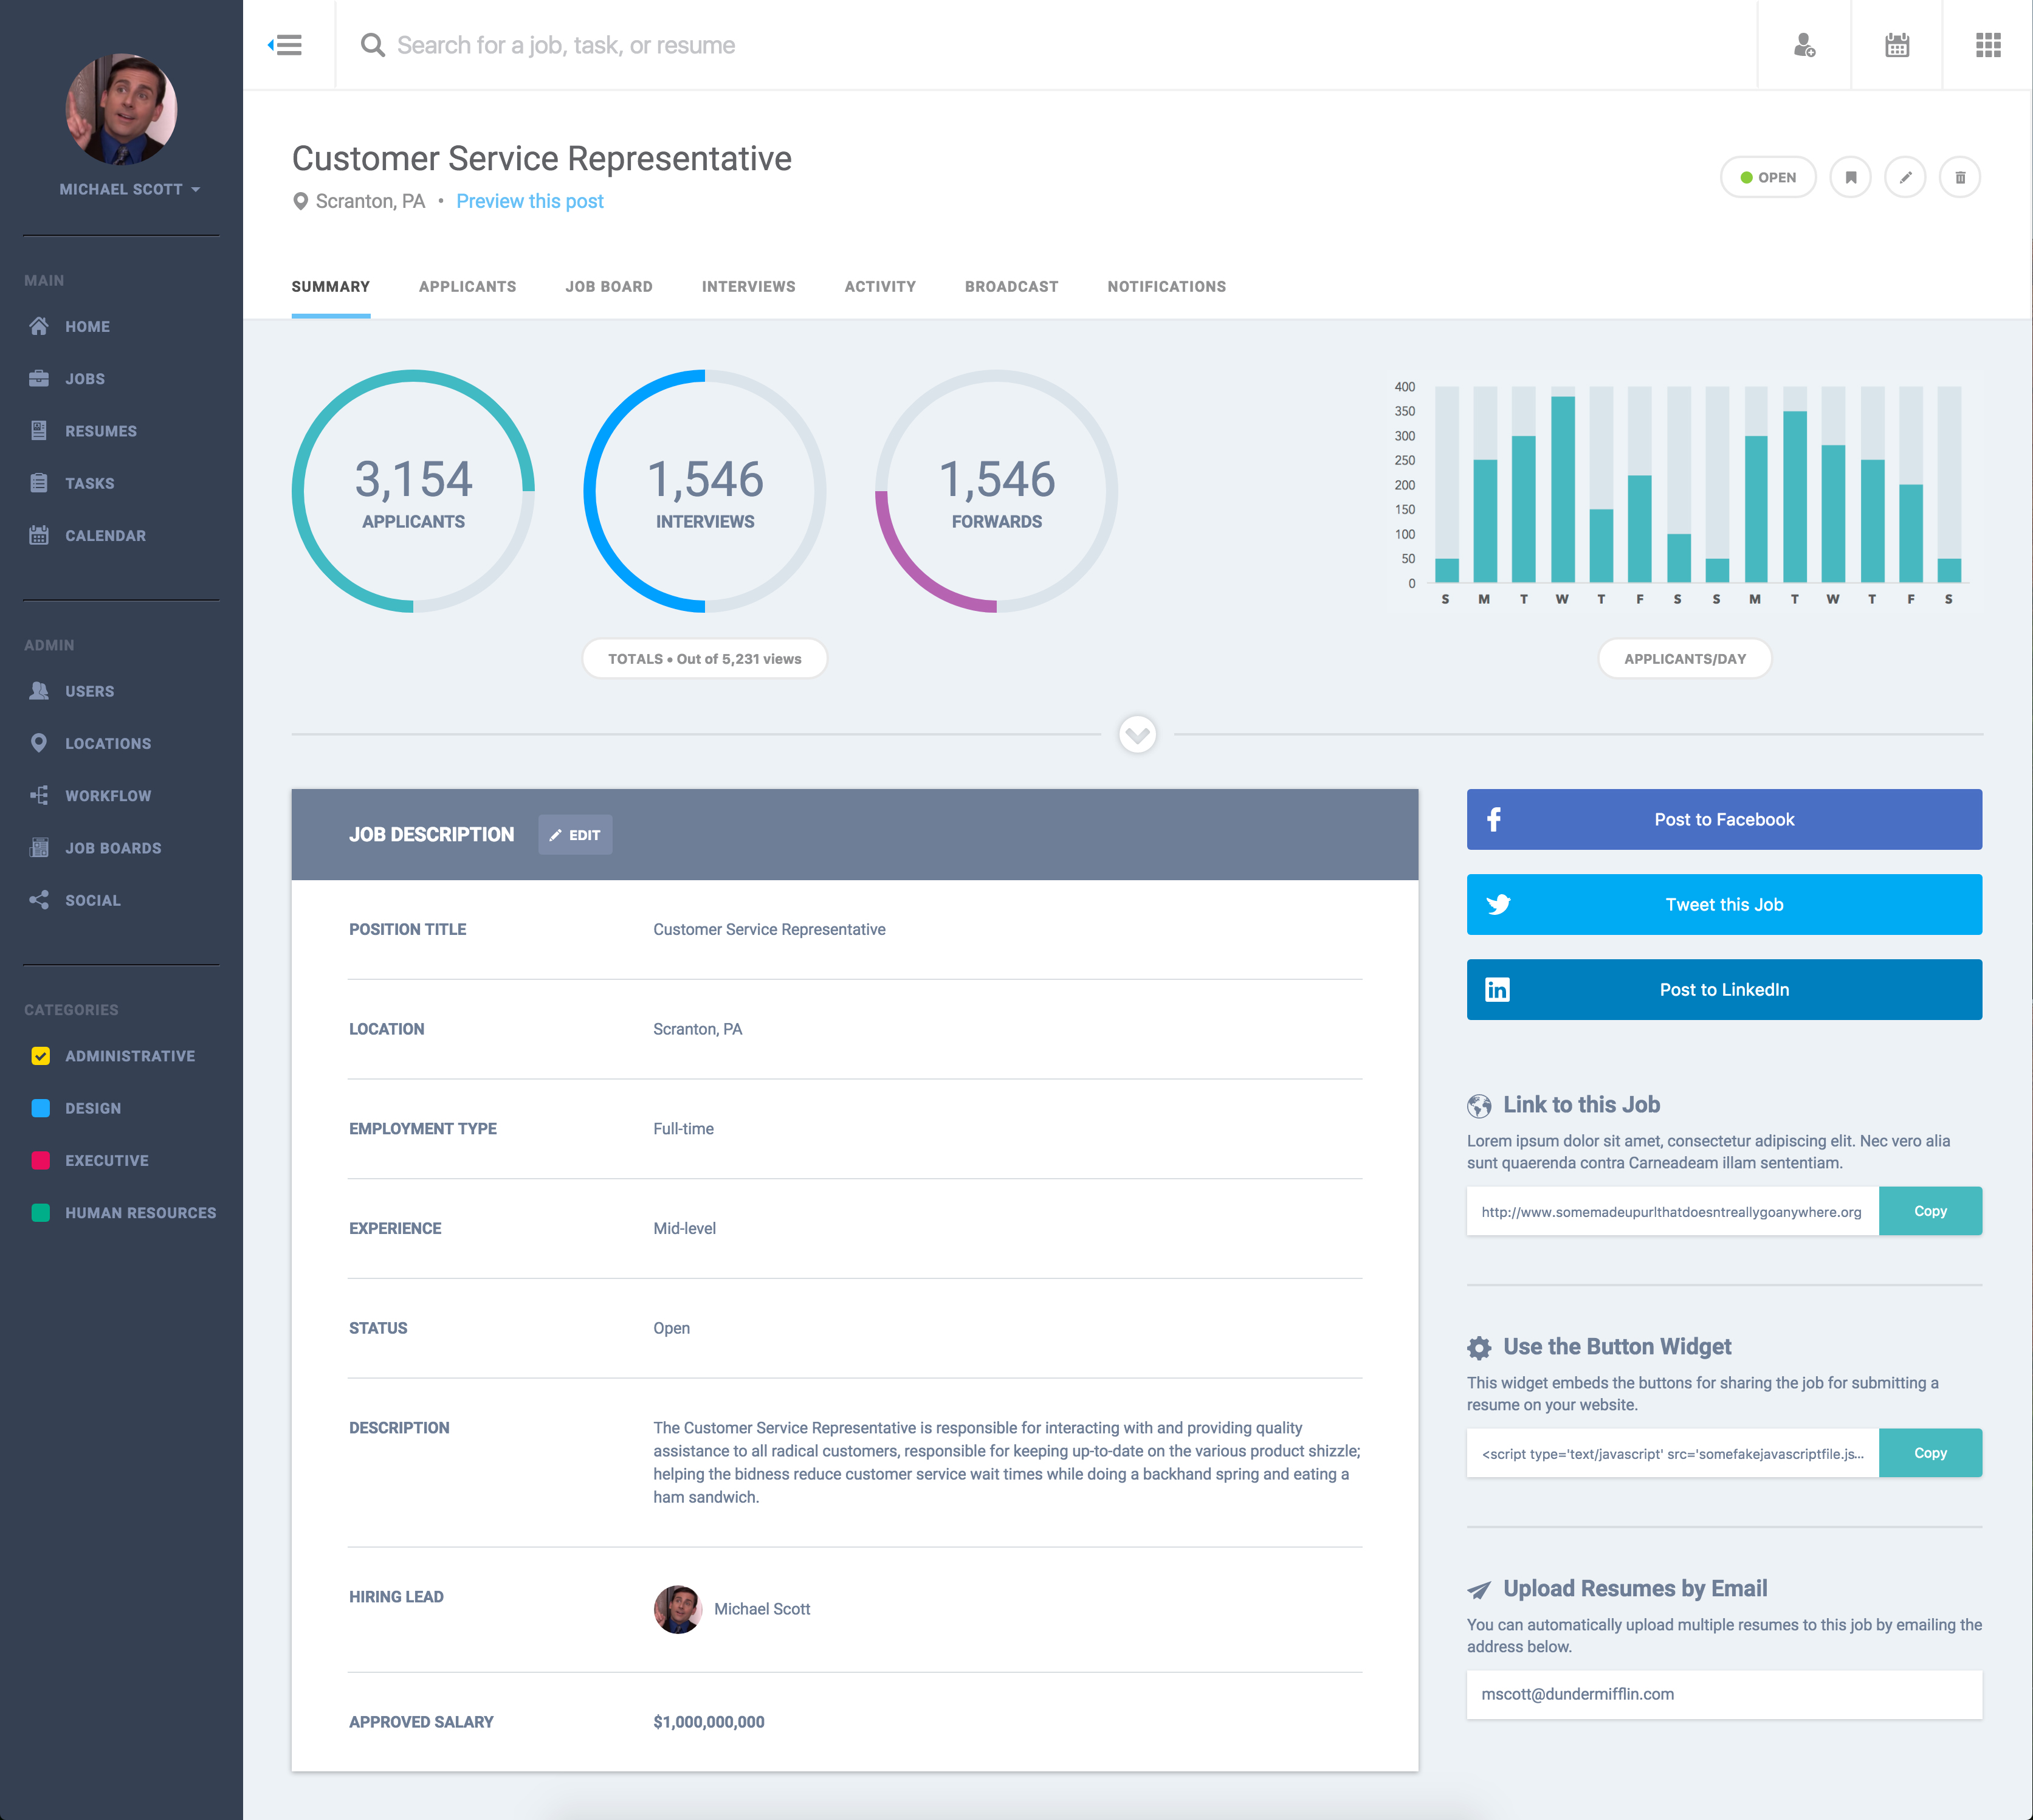 MICHAEL SCOTT
MAIN
HOME
JOBS
RESUMES
TASKS
CALENDAR
ADMIN
USERS
LOCATIONS
WORKFLOW
JOB BOARDS
SOCIAL
CATEGORIES
ADMINISTRATIVE
DESIGN
EXECUTIVE
HUMAN RESOURCES
Search for a job, task, or resume
Customer Service Representative
Scranton, PA • Preview this post
OPEN
SUMMARY APPLICANTS JOB BOARD INTERVIEWS ACTIVITY BROADCAST NOTIFICATIONS
3,154
APPLICANTS
1,546
INTERVIEWS
1,546
FORWARDS
TOTALS • Out of 5,231 views
400
350
300
250
200
150
100
50
0
S M T W T F S S M T W T F S
APPLICANTS/DAY
JOB DESCRIPTION EDIT
POSITION TITLE Customer Service Representative
LOCATION Scranton, PA
EMPLOYMENT TYPE Full-time
EXPERIENCE Mid-level
STATUS Open
DESCRIPTION The Customer Service Representative is responsible for interacting with and providing quality
assistance to all radical customers, responsible for keeping up-to-date on the various product shizzle;
helping the bidness reduce customer service wait times while doing a backhand spring and eating a
ham sandwich.
HIRING LEAD Michael Scott
APPROVED SALARY $1,000,000,000
Post to Facebook
Tweet this Job
in Post to LinkedIn
Link to this Job
Lorem ipsum dolor sit amet, consectetur adipiscing elit. Nec vero alia
sunt quaerenda contra Carneadeam illam sententiam.
http://www.somemadeupurlthatdoesntreallygoanywhere.org Copy
Use the Button Widget
This widget embeds the buttons for sharing the job for submitting a
resume on your website.
<script type='text/javascript' src='somefakejavascriptfile.js... Copy
Upload Resumes by Email
You can automatically upload multiple resumes to this job by emailing the
address below.
mscott@dundermifflin.com